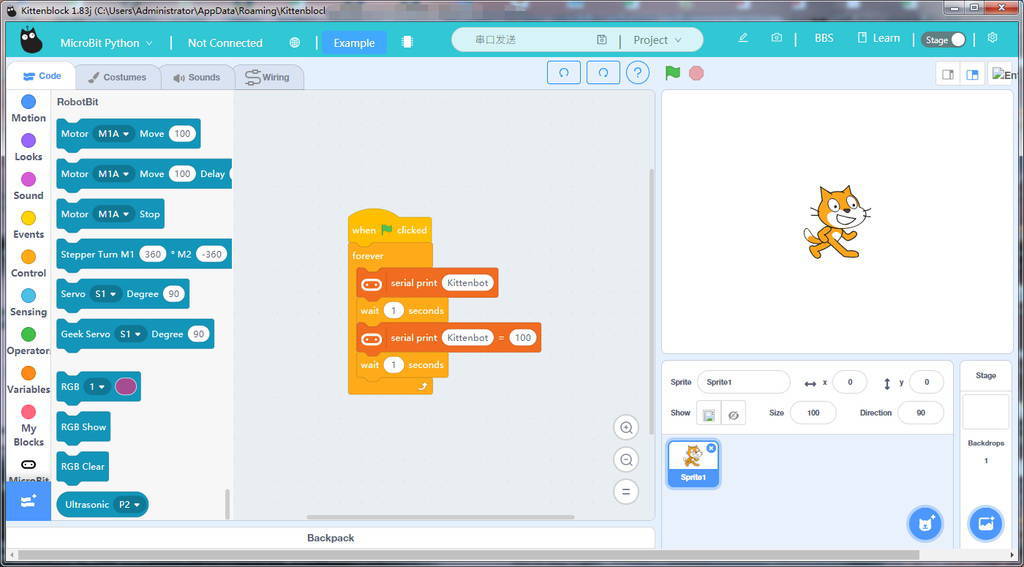 Kittenblock 1.83j (C:\Users\Administrator\AppData\Roaming\Kittenblocl
MicroBit Python
Not Connected
Example
串口发送
Project
BBS
Learn
Stage
Code
Costumes
Sounds
Wiring
Motion
Looks
Sound
Events
Control
Sensing
Operator
Variables
My
Blocks
MicroBit
RobotBit
Motor M1A Move 100
Motor M1A Move 100 Delay
Motor M1A Stop
Stepper Turn M1 360 ° M2 -360
Servo S1 Degree 90
Geek Servo S1 Degree 90
RGB 1
RGB Show
RGB Clear
Ultrasonic P2
when clicked
forever
serial print Kittenbot
wait 1 seconds
serial print Kittenbot = 100
wait 1 seconds
Backpack
Sprite Sprite1 x 0 y 0
Show Size 100 Direction 90
Sprite1
Stage
Backdrops
1